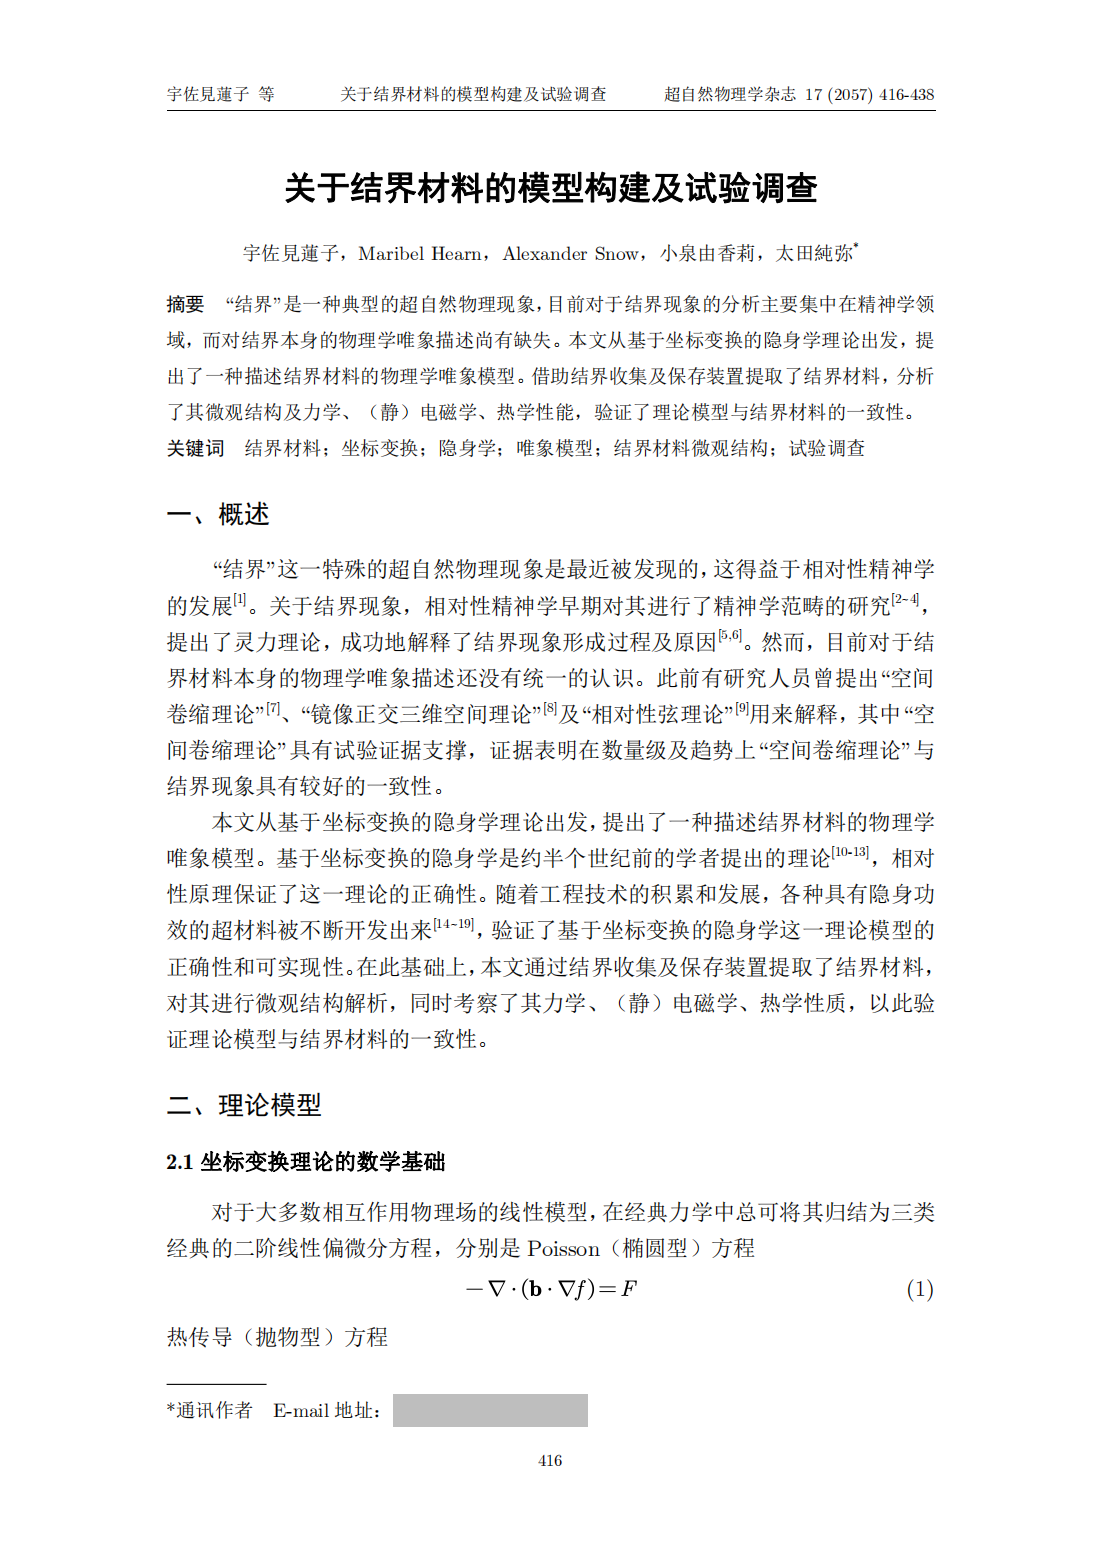 宇佐見蓮子 等 关于结界材料的模型构建及试验调查 超自然物理学杂志 17 (2057) 416-438
关于结界材料的模型构建及试验调查
宇佐見蓮子，Maribel Hearn，Alexander Snow，小泉由香莉，太田純弥*
摘要 “结界”是一种典型的超自然物理现象，目前对于结界现象的分析主要集中在精神学领
域，而对结界本身的物理学唯象描述尚有缺失。本文从基于坐标变换的隐身学理论出发，提
出了一种描述结界材料的物理学唯象模型。借助结界收集及保存装置提取了结界材料，分析
了其微观结构及力学、（静）电磁学、热学性能，验证了理论模型与结界材料的一致性。
关键词 结界材料；坐标变换；隐身学；唯象模型；结界材料微观结构；试验调查
一、概述
“结界”这一特殊的超自然物理现象是最近被发现的，这得益于相对性精神学
的发展[1]。关于结界现象，相对性精神学早期对其进行了精神学范畴的研究[2~4]，
提出了灵力理论，成功地解释了结界现象形成过程及原因[5,6]。然而，目前对于结
界材料本身的物理学唯象描述还没有统一的认识。此前有研究人员曾提出“空间
卷缩理论”[7]、“镜像正交三维空间理论”[8]及“相对性弦理论”[9]用来解释，其中“空
间卷缩理论”具有试验证据支撑，证据表明在数量级及趋势上“空间卷缩理论”与
结界现象具有较好的一致性。
本文从基于坐标变换的隐身学理论出发，提出了一种描述结界材料的物理学
唯象模型。基于坐标变换的隐身学是约半个世纪前的学者提出的理论[10-13]，相对
性原理保证了这一理论的正确性。随着工程技术的积累和发展，各种具有隐身功
效的超材料被不断开发出来[14~19]，验证了基于坐标变换的隐身学这一理论模型的
正确性和可实现性。在此基础上，本文通过结界收集及保存装置提取了结界材料，
对其进行微观结构解析，同时考察了其力学、（静）电磁学、热学性质，以此验
证理论模型与结界材料的一致性。
二、理论模型
2.1 坐标变换理论的数学基础
对于大多数相互作用物理场的线性模型，在经典力学中总可将其归结为三类
经典的二阶线性偏微分方程，分别是 Poisson（椭圆型）方程
−∇·(b·∇f)=F (1)
热传导（抛物型）方程
*通讯作者 E-mail 地址：
416